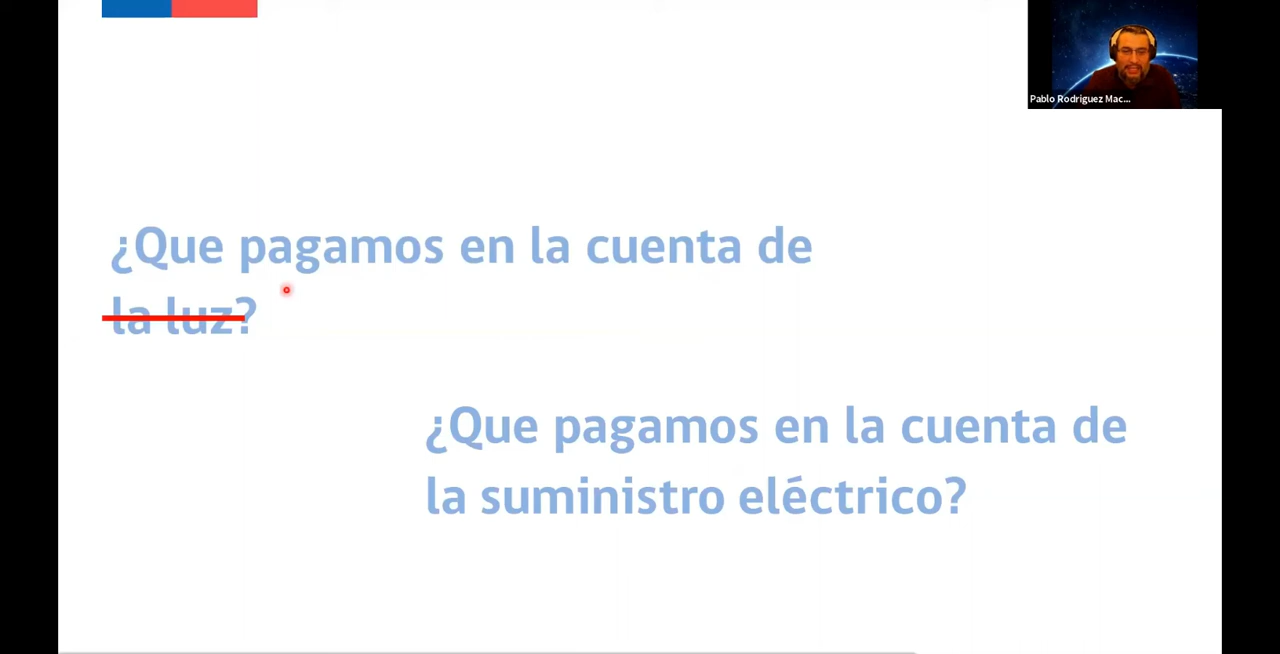 Pablo Rodriguez Mac...
¿Que pagamos en la cuenta de
la luz?
¿Que pagamos en la cuenta de
la suministro eléctrico?